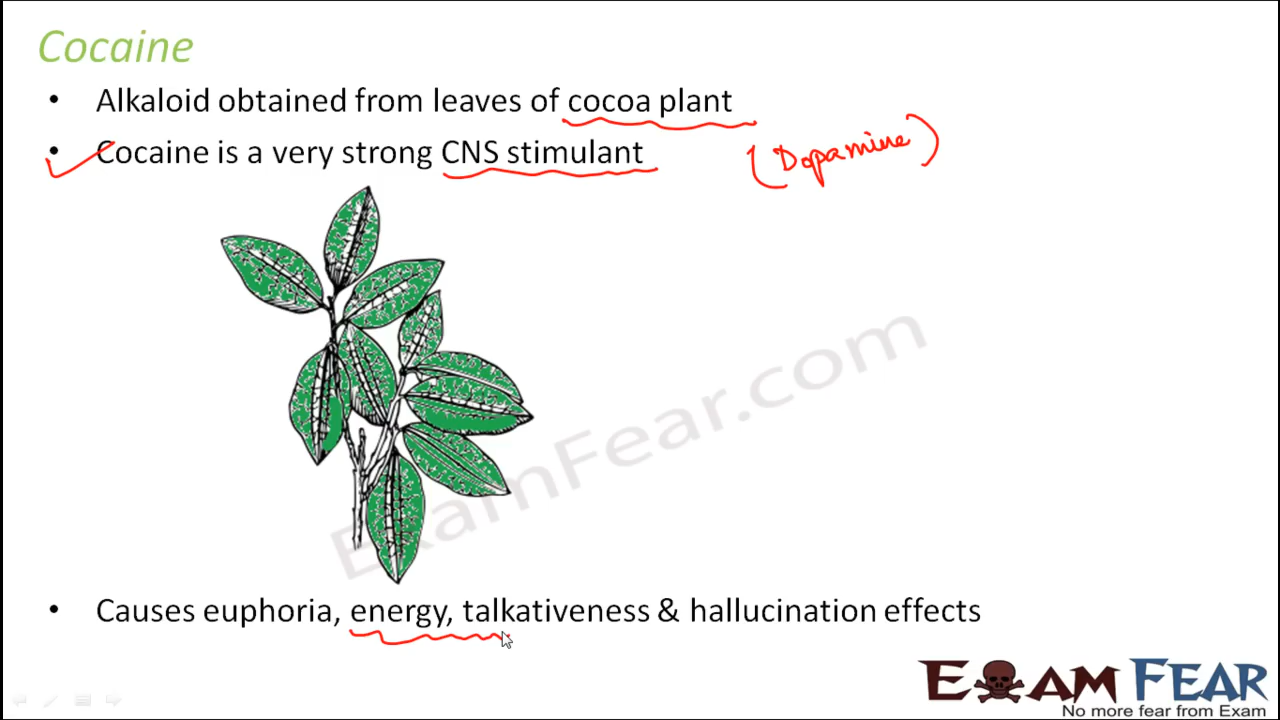 Cocaine
• Alkaloid obtained from leaves of cocoa plant
• Cocaine is a very strong CNS stimulant
(Dopamine)
ExamFear.com
• Causes euphoria, energy, talkativeness & hallucination effects
EXAM FEAR
No more fear from Exam